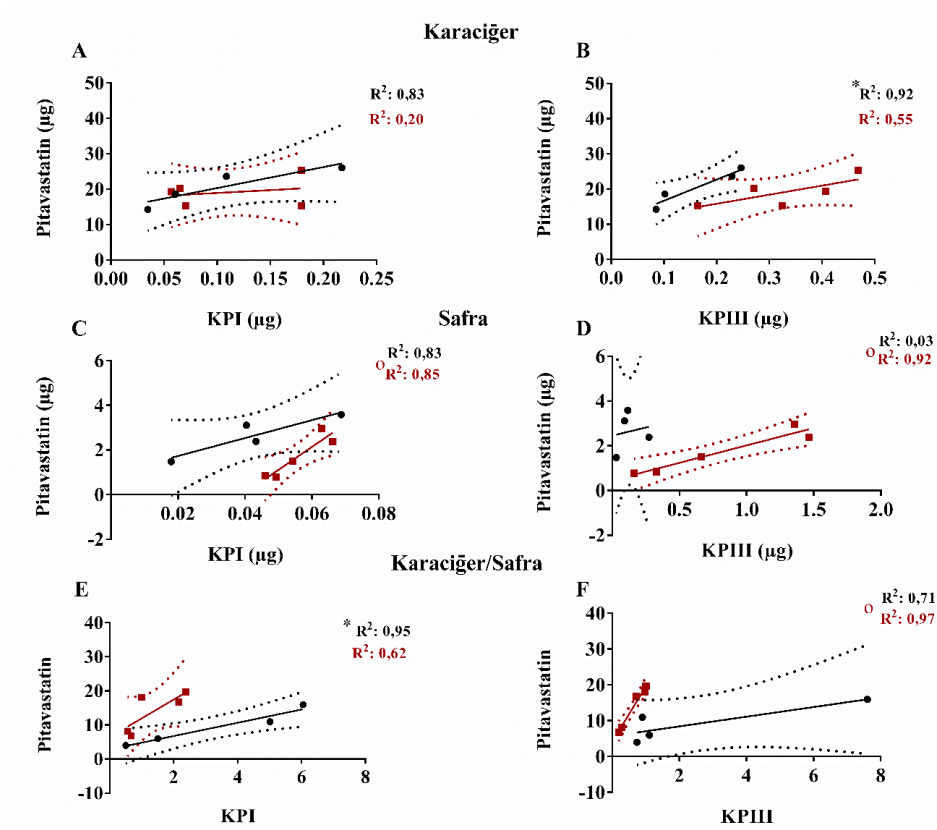 Karaciğer
A
B
R²: 0,83
R²: 0,20
*R²: 0,92
R²: 0,55
Pitavastatin (µg)
50
40
30
20
10
0
0.00 0.05 0.10 0.15 0.20 0.25
KPI (µg)
Pitavastatin (µg)
50
40
30
20
10
0
0.0 0.1 0.2 0.3 0.4 0.5
KPIII (µg)
Safra
C
D
R²: 0,83
O R²: 0,85
R²: 0,03
O R²: 0,92
Pitavastatin (µg)
6
4
2
0
-2
0.02 0.04 0.06 0.08
KPI (µg)
Pitavastatin (µg)
6
4
2
0
-2
0.5 1.0 1.5 2.0
KPIII (µg)
Karaciğer/Safra
E
F
* R²: 0,95
R²: 0,62
R²: 0,71
O R²: 0,97
Pitavastatin
40
30
20
10
0
-10
2 4 6 8
KPI
Pitavastatin
40
30
20
10
0
-10
2 4 6 8
KPIII